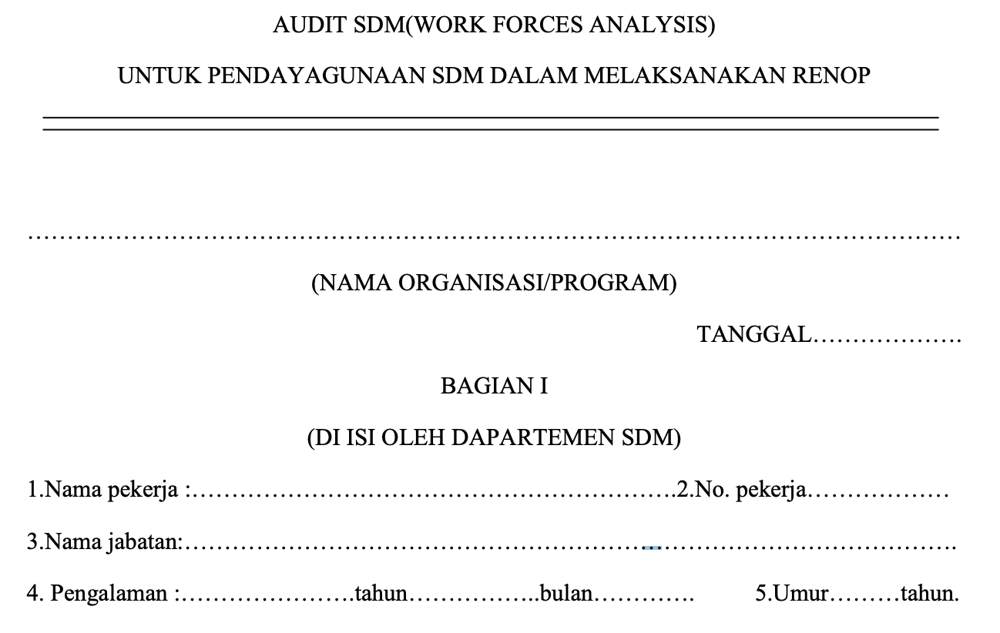 AUDIT SDM(WORK FORCES ANALYSIS)
UNTUK PENDAYAGUNAAN SDM DALAM MELAKSANAKAN RENOP
……………………………………………………………………………………………………
(NAMA ORGANISASI/PROGRAM)
TANGGAL……………….
BAGIAN I
(DI ISI OLEH DAPARTEMEN SDM)
1.Nama pekerja :…………………………………………………….2.No. pekerja………………
3.Nama jabatan:…………………………………………………………………………………….
4. Pengalaman :………………….tahun……………..bulan…………. 5.Umur………tahun.